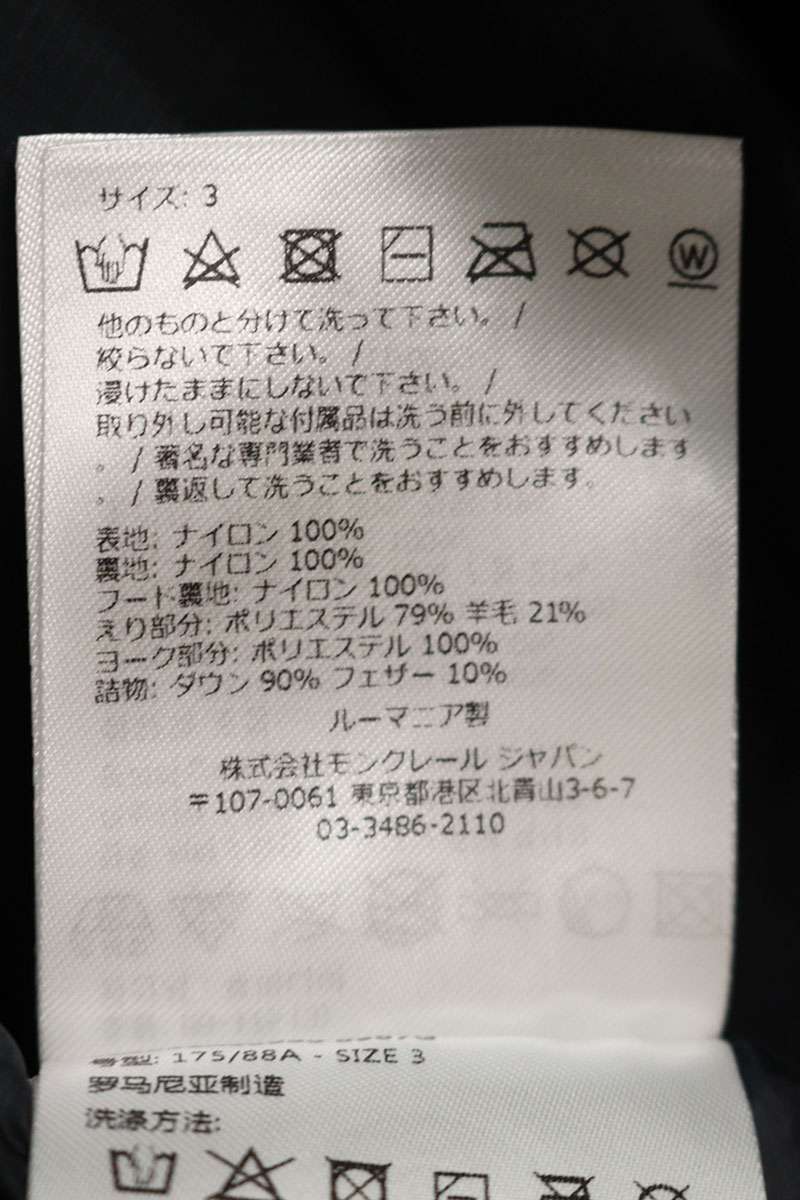 サイズ: 3
W
他のものと分けて洗って下さい。 /
絞らないで下さい。 /
浸けたままにしないで下さい。 /
取り外し可能な付属品は洗う前に外してください
。 / 著名な専門業者で洗うことをおすすめします
。 / 裏返して洗うことをおすすめします。
表地: ナイロン 100%
裏地: ナイロン 100%
フード裏地: ナイロン 100%
えり部分: ポリエステル 79% 羊毛 21%
ヨーク部分: ポリエステル 100%
詰物: ダウン 90% フェザー 10%
ルーマニア製
株式会社モンクレール ジャパン
〒107-0061 東京都港区北青山3-6-7
03-3486-2110
号型: 175/88A - SIZE 3
罗马尼亚制造
洗涤方法: